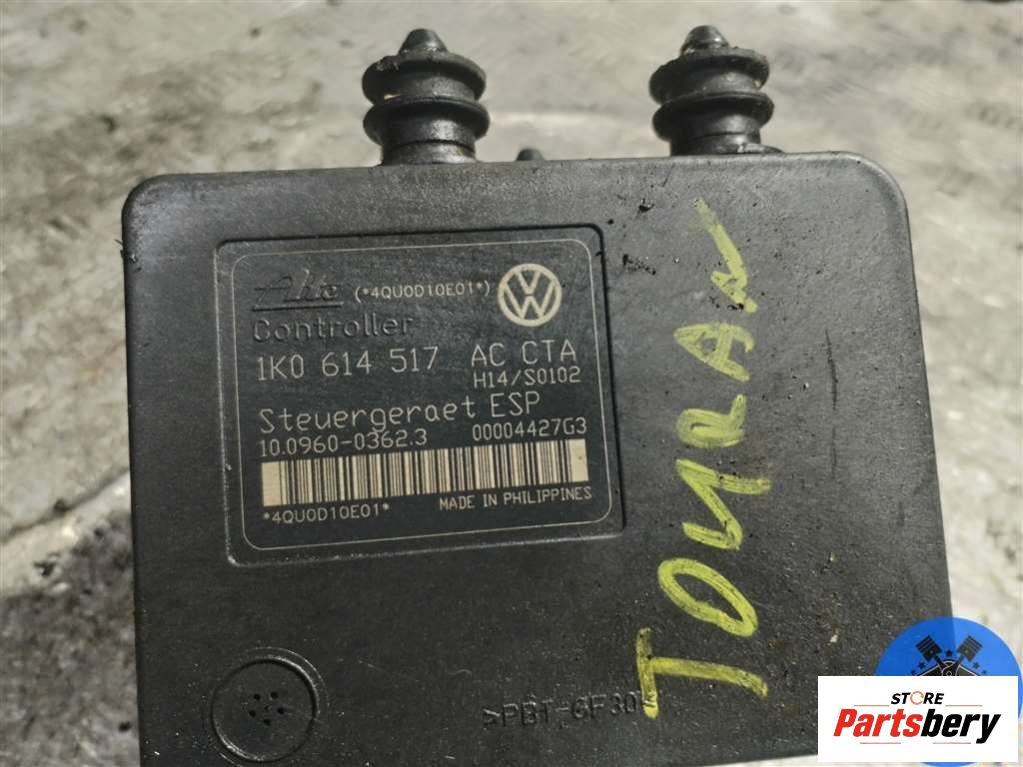 Ate (*4QU0D10E01*)
Controller
1K0 614 517 AC CTA
H14/S0102
Steuergeraet ESP
10.0960-0362.3 00004427G3
MADE IN PHILIPPINES
*4QU0D10E01*
TOURAN
>PBT-GF30
STORE
Partsbery